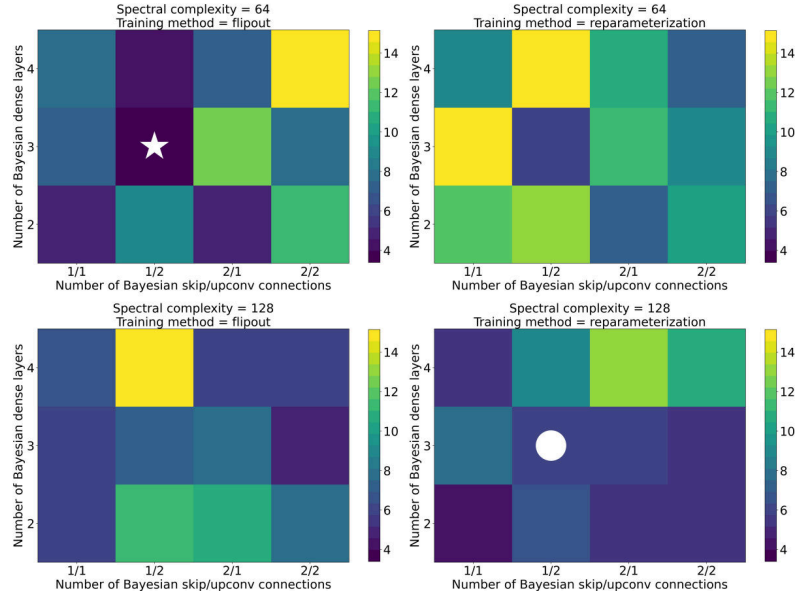 Spectral complexity = 64
Training method = flipout
Number of Bayesian dense layers
4
3
2
1/1 1/2 2/1 2/2
Number of Bayesian skip/upconv connections
14
12
10
8
6
4
Spectral complexity = 64
Training method = reparameterization
Number of Bayesian dense layers
4
3
2
1/1 1/2 2/1 2/2
Number of Bayesian skip/upconv connections
14
12
10
8
6
4
Spectral complexity = 128
Training method = flipout
Number of Bayesian dense layers
4
3
2
1/1 1/2 2/1 2/2
Number of Bayesian skip/upconv connections
14
12
10
8
6
4
Spectral complexity = 128
Training method = reparameterization
Number of Bayesian dense layers
4
3
2
1/1 1/2 2/1 2/2
Number of Bayesian skip/upconv connections
14
12
10
8
6
4